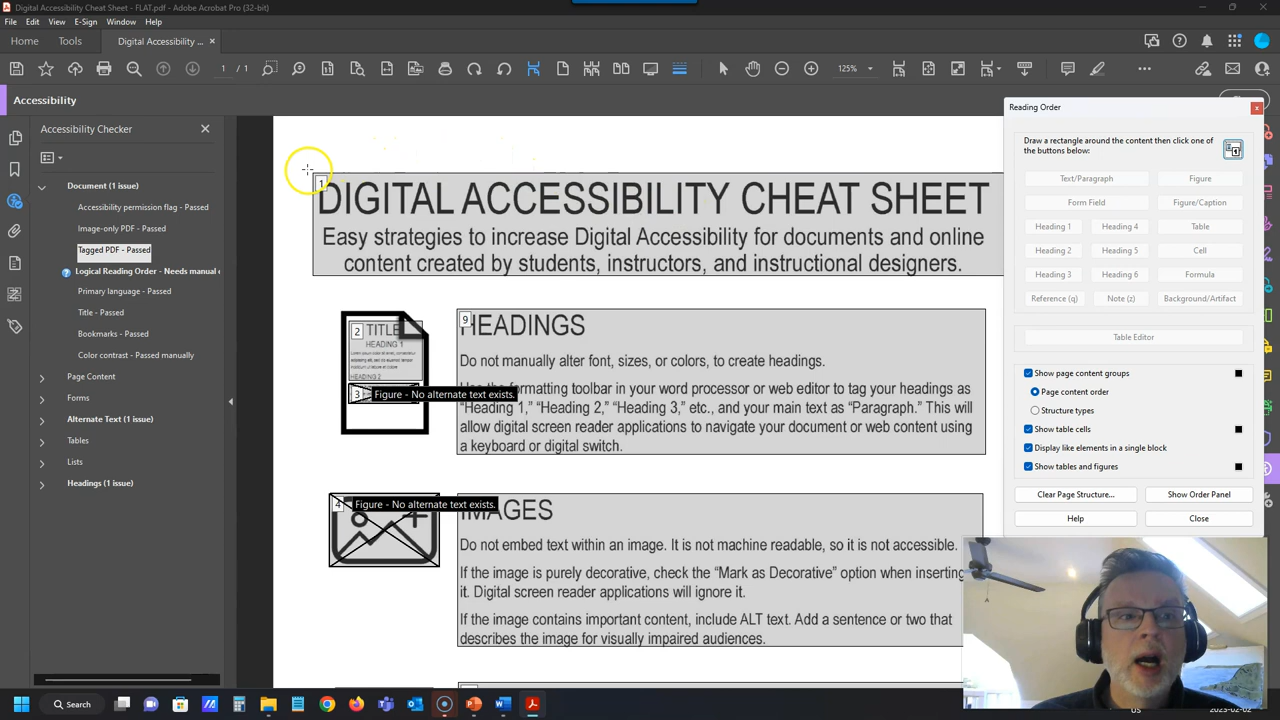 Digital Accessibility Cheat Sheet - FLAT.pdf - Adobe Acrobat Pro (32-bit)
File Edit View E-Sign Window Help
Home Tools Digital Accessibility ... ×
1 / 1 125%
Accessibility
Accessibility Checker
Document (1 issue)
Accessibility permission flag - Passed
Image-only PDF - Passed
Tagged PDF - Passed
Logical Reading Order - Needs manual c
Primary language - Passed
Title - Passed
Bookmarks - Passed
Color contrast - Passed manually
Page Content
Forms
Alternate Text (1 issue)
Tables
Lists
Headings (1 issue)
1
DIGITAL ACCESSIBILITY CHEAT SHEET
Easy strategies to increase Digital Accessibility for documents and online
content created by students, instructors, and instructional designers.
2 TITLE
HEADING 1
HEADING 2
3 Figure - No alternate text exists.
9
HEADINGS
Do not manually alter font, sizes, or colors, to create headings.
Use the formatting toolbar in your word processor or web editor to tag your headings as
“Heading 1,” “Heading 2,” “Heading 3,” etc., and your main text as “Paragraph.” This will
allow digital screen reader applications to navigate your document or web content using
a keyboard or digital switch.
4 Figure - No alternate text exists.
IMAGES
Do not embed text within an image. It is not machine readable, so it is not accessible.
If the image is purely decorative, check the “Mark as Decorative” option when inserting
it. Digital screen reader applications will ignore it.
If the image contains important content, include ALT text. Add a sentence or two that
describes the image for visually impaired audiences.
Reading Order
Draw a rectangle around the content then click one of
the buttons below:
Text/Paragraph Figure
Form Field Figure/Caption
Heading 1 Heading 4 Table
Heading 2 Heading 5 Cell
Heading 3 Heading 6 Formula
Reference (q) Note (z) Background/Artifact
Table Editor
Show page content groups
Page content order
Structure types
Show table cells
Display like elements in a single block
Show tables and figures
Clear Page Structure... Show Order Panel
Help Close
Search
US 2023-02-02